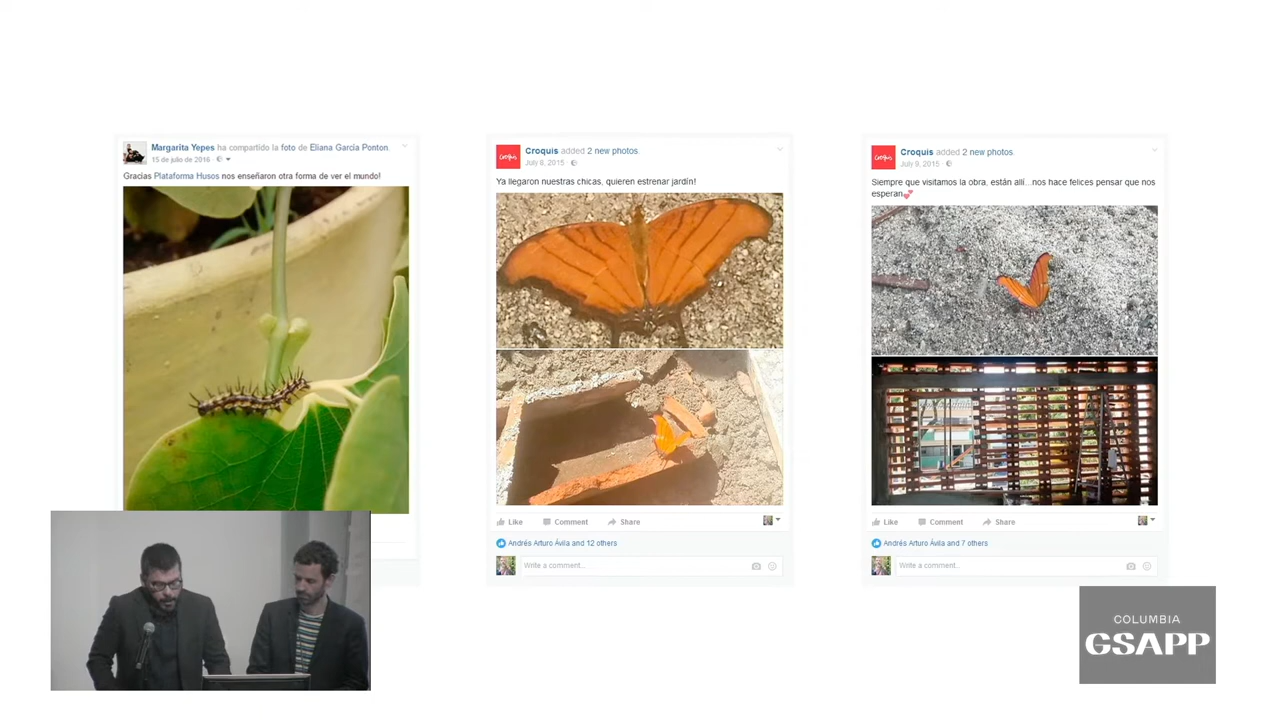 Margarita Yepes ha compartido la foto de Eliana Garcia Ponton.
15 de julio de 2016
Gracias Plataforma Husos nos enseñaron otra forma de ver el mundo!
Croquis
Croquis added 2 new photos.
July 8, 2015
Ya llegaron nuestras chicas, quieren estrenar jardín!
Like Comment Share
Andrés Arturo Ávila and 12 others
Write a comment...
Croquis
Croquis added 2 new photos.
July 9, 2015
Siempre que visitamos la obra, están allí...nos hace felices pensar que nos
esperan
Like Comment Share
Andrés Arturo Ávila and 7 others
Write a comment...
COLUMBIA
GSAPP